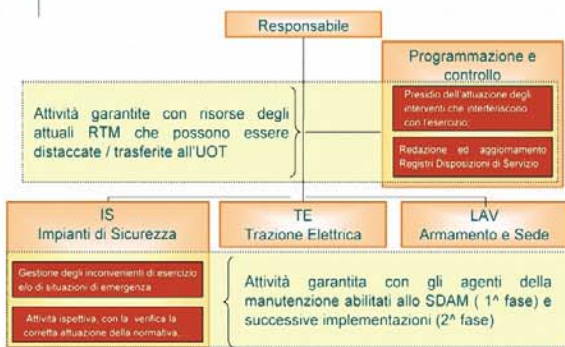 Responsabile
Programmazione e
controllo
Presidio dell'attuazione degli
interventi che interferiscono
con l'esercizio;
Redazione ed aggiornamento
Registri Disposizioni di Servizio
Attività garantite con risorse degli
attuali RTM che possono essere
distaccate / trasferite all'UOT
IS
Impianti di Sicurezza
TE
Trazione Elettrica
LAV
Armamento e Sede
Gestione degli inconvenienti di esercizio
e/o di situazioni di emergenza
Attività ispettiva, con la verifica la
corretta attuazione della normativa,...
Attività garantita con gli agenti della
manutenzione abilitati allo SDAM ( 1^ fase) e
successive implementazioni (2^ fase)